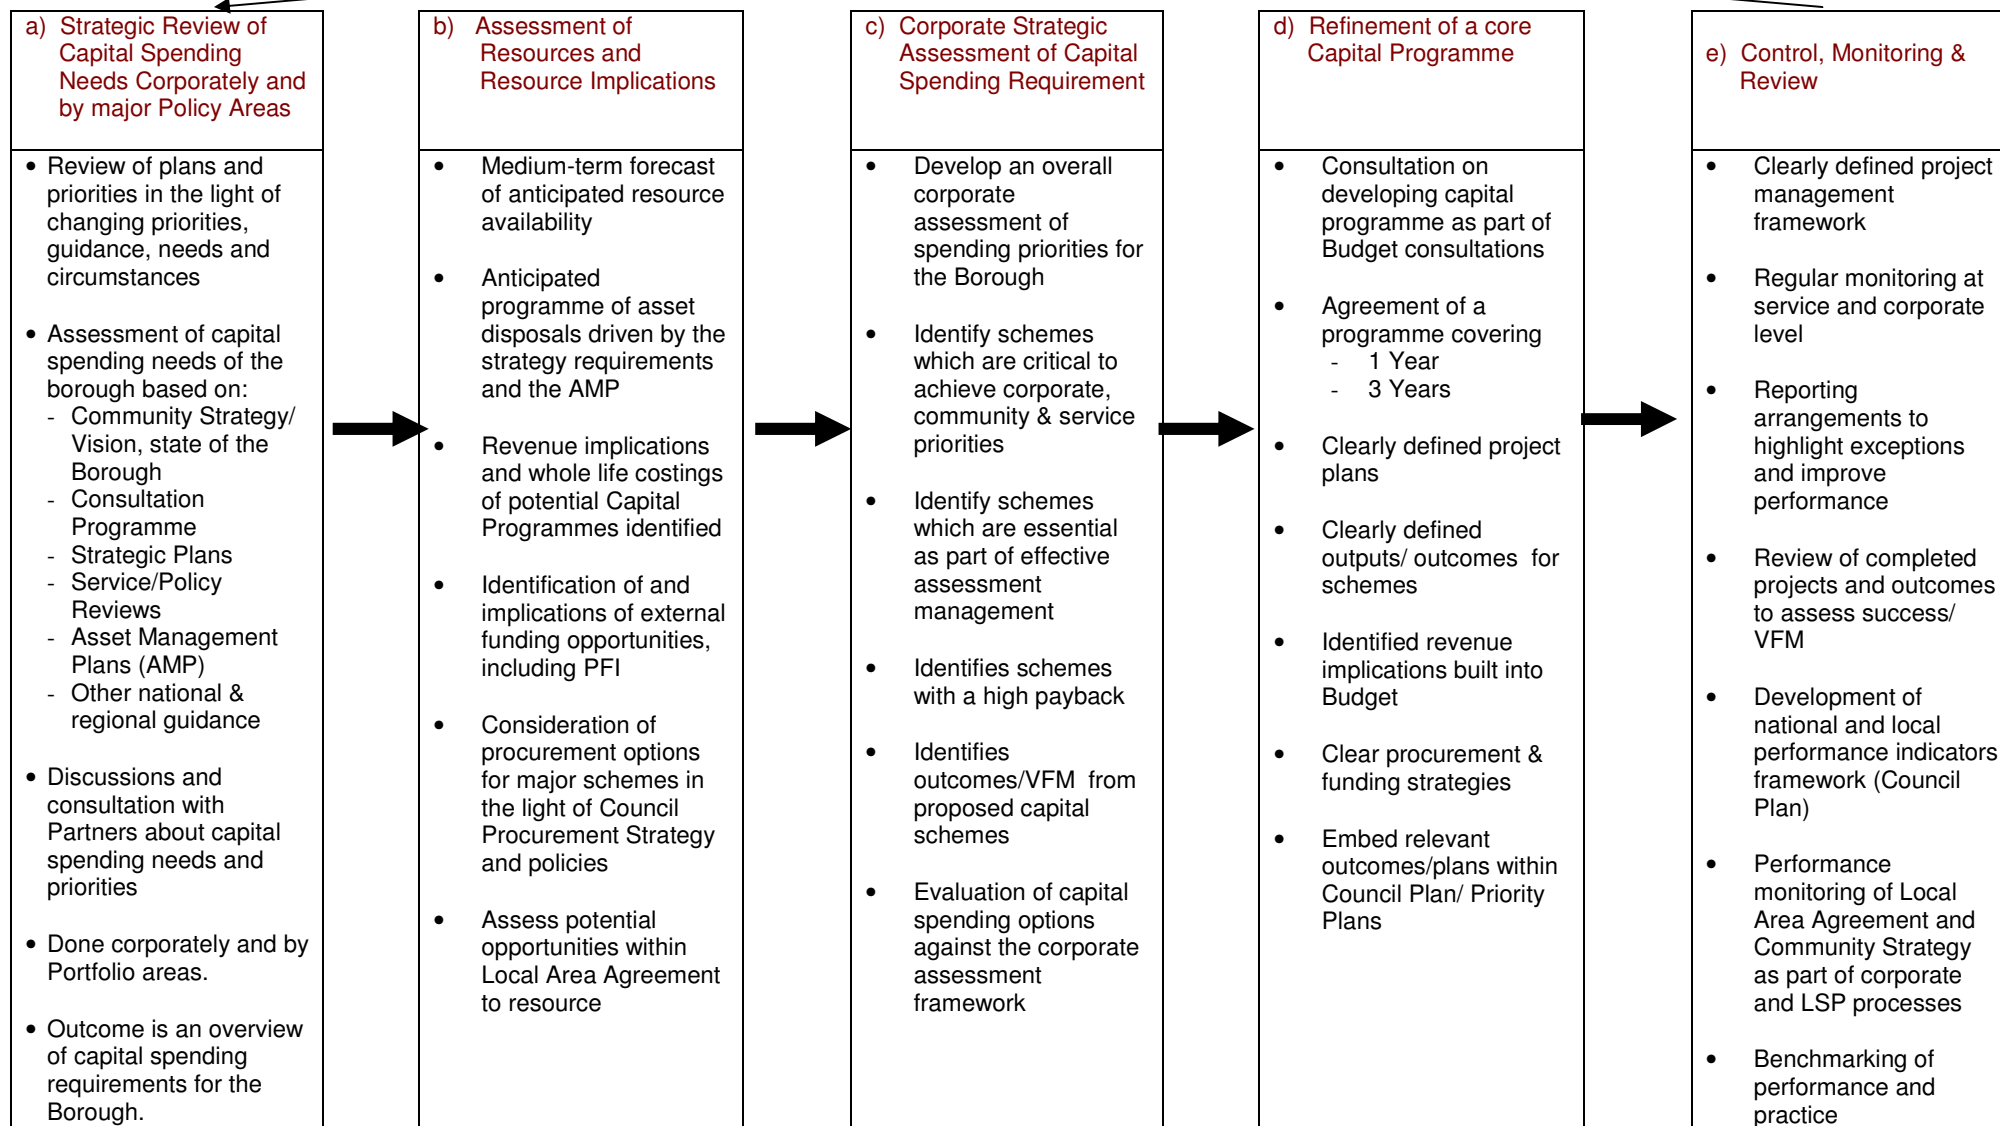 a) Strategic Review of
Capital Spending
Needs Corporately and
by major Policy Areas
• Review of plans and
priorities in the light of
changing priorities,
guidance, needs and
circumstances
• Assessment of capital
spending needs of the
borough based on:
- Community Strategy/
Vision, state of the
Borough
- Consultation
Programme
- Strategic Plans
- Service/Policy
Reviews
- Asset Management
Plans (AMP)
- Other national &
regional guidance
• Discussions and
consultation with
Partners about capital
spending needs and
priorities
• Done corporately and by
Portfolio areas.
• Outcome is an overview
of capital spending
requirements for the
Borough.
b) Assessment of
Resources and
Resource Implications
• Medium-term forecast
of anticipated resource
availability
• Anticipated
programme of asset
disposals driven by the
strategy requirements
and the AMP
• Revenue implications
and whole life costings
of potential Capital
Programmes identified
• Identification of and
implications of external
funding opportunities,
including PFI
• Consideration of
procurement options
for major schemes in
the light of Council
Procurement Strategy
and policies
• Assess potential
opportunities within
Local Area Agreement
to resource
c) Corporate Strategic
Assessment of Capital
Spending Requirement
• Develop an overall
corporate
assessment of
spending priorities for
the Borough
• Identify schemes
which are critical to
achieve corporate,
community & service
priorities
• Identify schemes
which are essential
as part of effective
assessment
management
• Identifies schemes
with a high payback
• Identifies
outcomes/VFM from
proposed capital
schemes
• Evaluation of capital
spending options
against the corporate
assessment
framework
d) Refinement of a core
Capital Programme
• Consultation on
developing capital
programme as part of
Budget consultations
• Agreement of a
programme covering
- 1 Year
- 3 Years
• Clearly defined project
plans
• Clearly defined
outputs/ outcomes for
schemes
• Identified revenue
implications built into
Budget
• Clear procurement &
funding strategies
• Embed relevant
outcomes/plans within
Council Plan/ Priority
Plans
e) Control, Monitoring &
Review
• Clearly defined project
management
framework
• Regular monitoring at
service and corporate
level
• Reporting
arrangements to
highlight exceptions
and improve
performance
• Review of completed
projects and outcomes
to assess success/
VFM
• Development of
national and local
performance indicators
framework (Council
Plan)
• Performance
monitoring of Local
Area Agreement and
Community Strategy
as part of corporate
and LSP processes
• Benchmarking of
performance and
practice